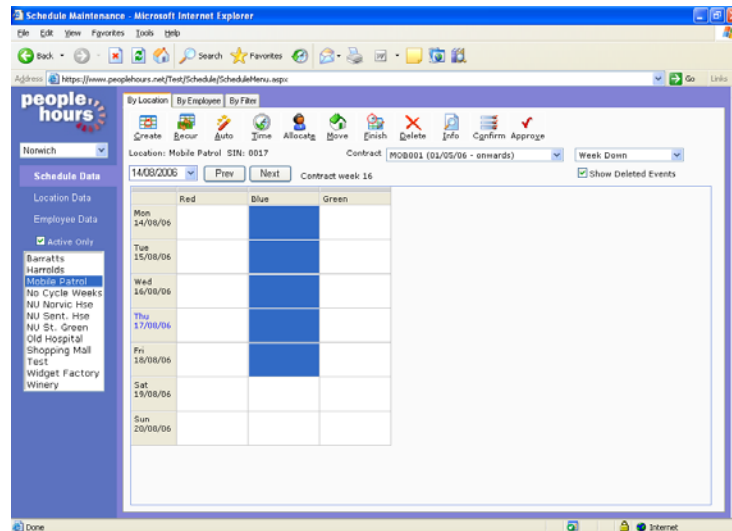 Schedule Maintenance - Microsoft Internet Explorer
File Edit View Favorites Tools Help
Back Search Favorites
Address https://www.peoplehours.net/Test/Schedule/ScheduleMenu.aspx Go Links
people hours
By Location By Employee By Filter
Create Recur Auto Time Allocate Move Finish Delete Info Confirm Approve
Norwich
Location: Mobile Patrol SIN: 0017 Contract MOB001 (01/05/06 - onwards) Week Down
14/08/2006 Prev Next Contract week 16 Show Deleted Events
Schedule Data
Location Data
Employee Data
Active Only
Barratts
Harrolds
Mobile Patrol
No Cycle Weeks
NU Norvic Hse
NU Sent. Hse
NU St. Green
Old Hospital
Shopping Mall
Test
Widget Factory
Winery
Red Blue Green
Mon
14/08/06
Tue
15/08/06
Wed
16/08/06
Thu
17/08/06
Fri
18/08/06
Sat
19/08/06
Sun
20/08/06
Done Internet